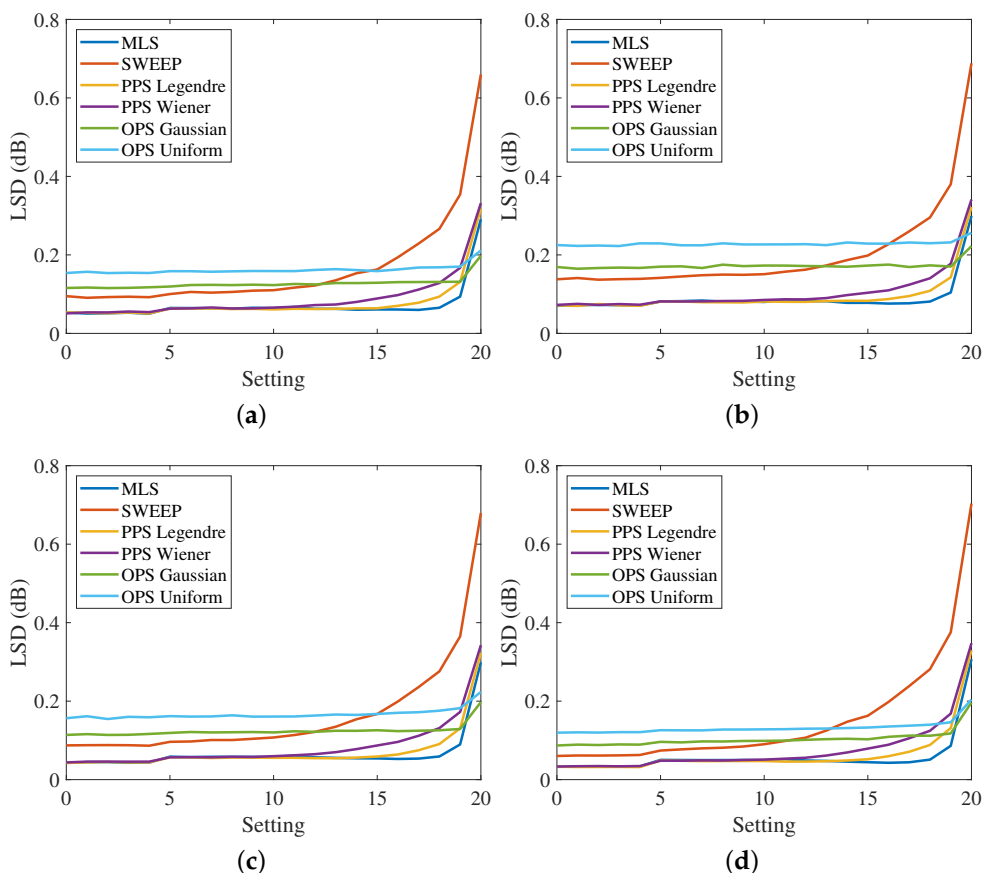 0.8
0.6
0.4
0.2
0
LSD (dB)
MLS
SWEEP
PPS Legendre
PPS Wiener
OPS Gaussian
OPS Uniform
0 5 10 15 20
Setting
(a)
0.8
0.6
0.4
0.2
0
LSD (dB)
MLS
SWEEP
PPS Legendre
PPS Wiener
OPS Gaussian
OPS Uniform
0 5 10 15 20
Setting
(b)
0.8
0.6
0.4
0.2
0
LSD (dB)
MLS
SWEEP
PPS Legendre
PPS Wiener
OPS Gaussian
OPS Uniform
0 5 10 15 20
Setting
(c)
0.8
0.6
0.4
0.2
0
LSD (dB)
MLS
SWEEP
PPS Legendre
PPS Wiener
OPS Gaussian
OPS Uniform
0 5 10 15 20
Setting
(d)